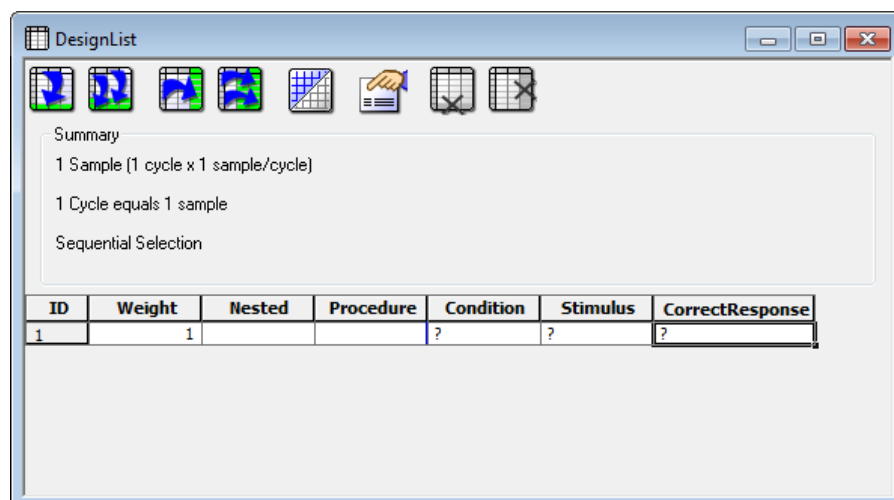 DesignList
Summary
1 Sample (1 cycle x 1 sample/cycle)
1 Cycle equals 1 sample
Sequential Selection
ID Weight Nested Procedure Condition Stimulus CorrectResponse
1 1 ? ? ?